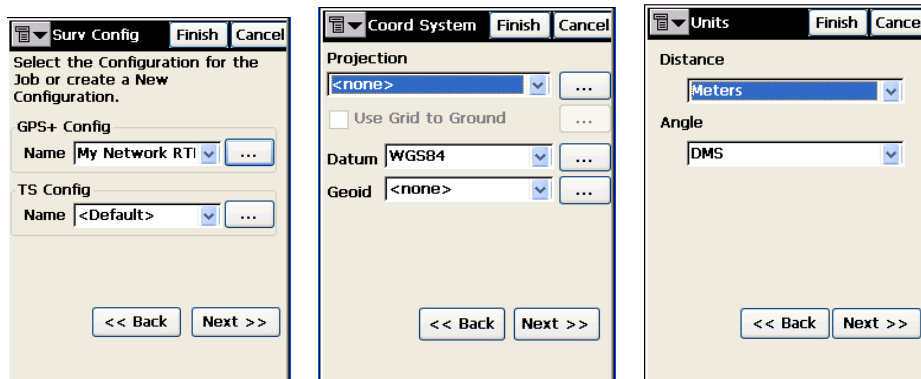 Surv Config Finish Cancel
Select the Configuration for the
Job or create a New
Configuration.
GPS+ Config
Name My Network RT ...
TS Config
Name <Default> ...
<< Back Next >>
Coord System Finish Cancel
Projection
<none> ...
Use Grid to Ground ...
Datum WGS84 ...
Geoid <none> ...
<< Back Next >>
Units Finish Cance
Distance
Meters
Angle
DMS
<< Back Next >>